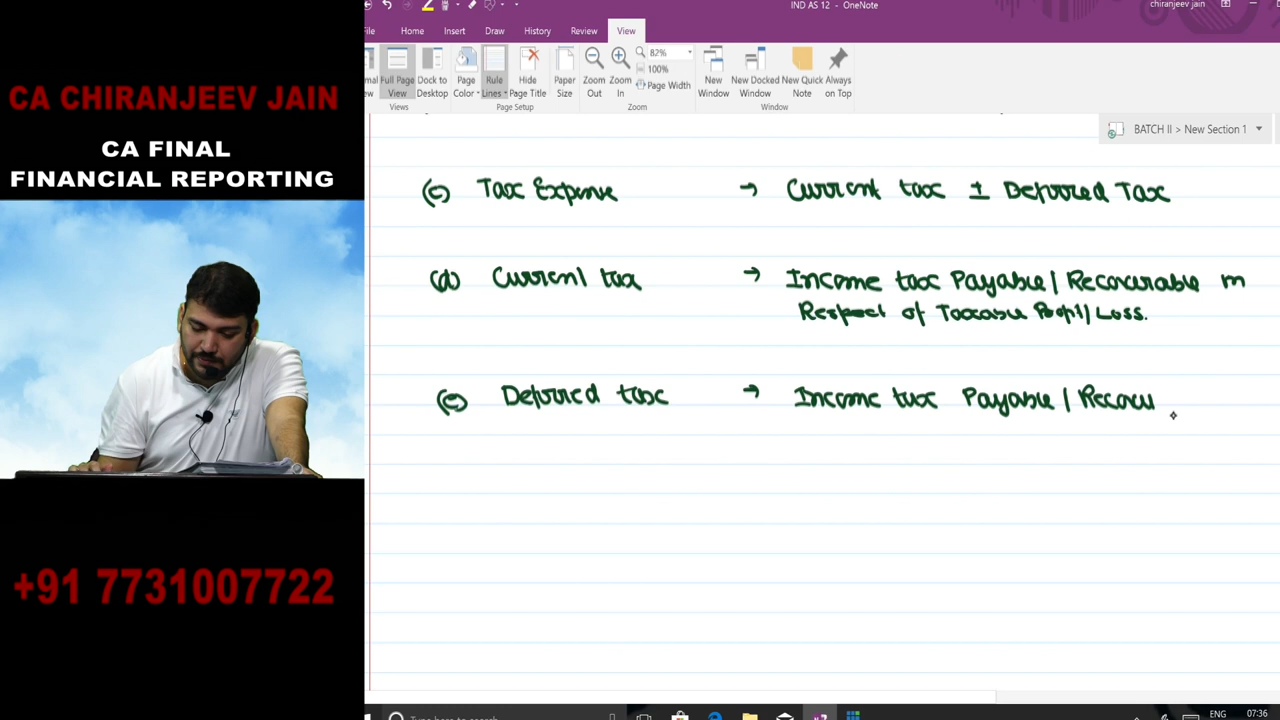 IND AS 12 - OneNote
chiranjeev jain
File
Home
Insert
Draw
History
Review
View
Full Page View
Dock to Desktop
Page Color
Rule Lines
Hide Page Title
Paper Size
Zoom Out
Zoom In
82%
100%
Page Width
New Window
New Docked Window
New Quick Note
Always on Top
Views
Page Setup
Zoom
Window
BATCH II > New Section 1
CA CHIRANJEEV JAIN
CA FINAL
FINANCIAL REPORTING
(c) Tax Expense → Current tax ± Deferred Tax
(d) Current tax → Income tax Payable / Recoverable in
Respect of Taxable Profit / Loss.
(e) Deferred tax → Income tax Payable / Recove
+91 7731007722
ENG
07:36